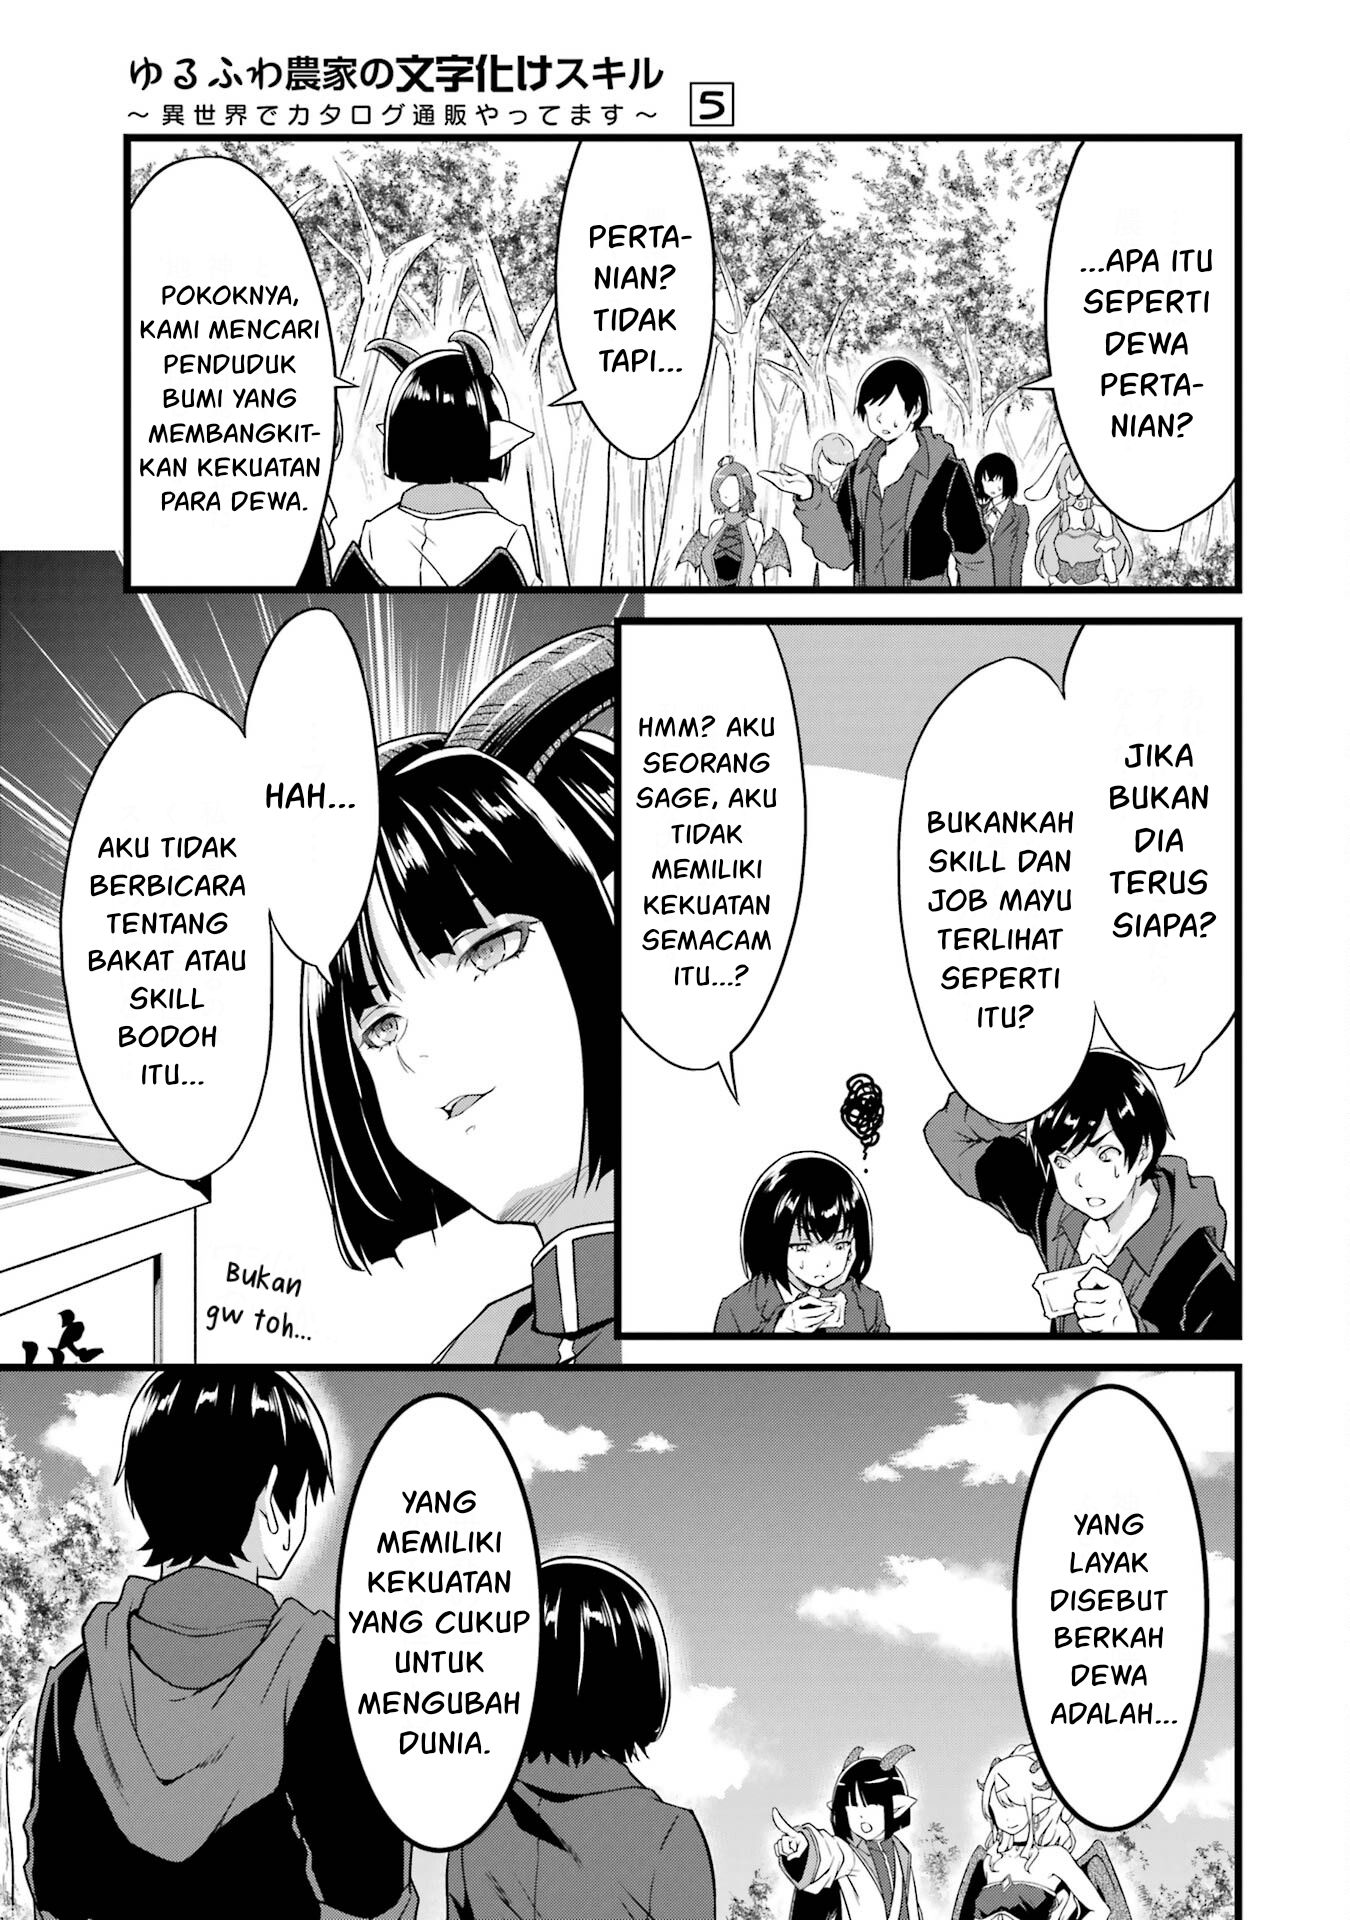 ゆるふわ農家の文字化けスキル
～異世界でカタログ通販やってます～ 5
...APA ITU
SEPERTI
DEWA
PERTA-
NIAN?
PERTA-
NIAN?
TIDAK
TAPI...
POKOKNYA,
KAMI MENCARI
PENDUDUK
BUMI YANG
MEMBANGKIT-
KAN KEKUATAN
PARA DEWA.
JIKA
BUKAN
DIA
TERUS
SIAPA?
BUKANKAH
SKILL DAN
JOB MAYU
TERLIHAT
SEPERTI
ITU?
HMM? AKU
SEORANG
SAGE, AKU
TIDAK
MEMILIKI
KEKUATAN
SEMACAM
ITU...?
HAH...
AKU TIDAK
BERBICARA
TENTANG
BAKAT ATAU
SKILL
BODOH
ITU...
Bukan
gw toh...
YANG
LAYAK
DISEBUT
BERKAH
DEWA
ADALAH...
YANG
MEMILIKI
KEKUATAN
YANG CUKUP
UNTUK
MENGUBAH
DUNIA.